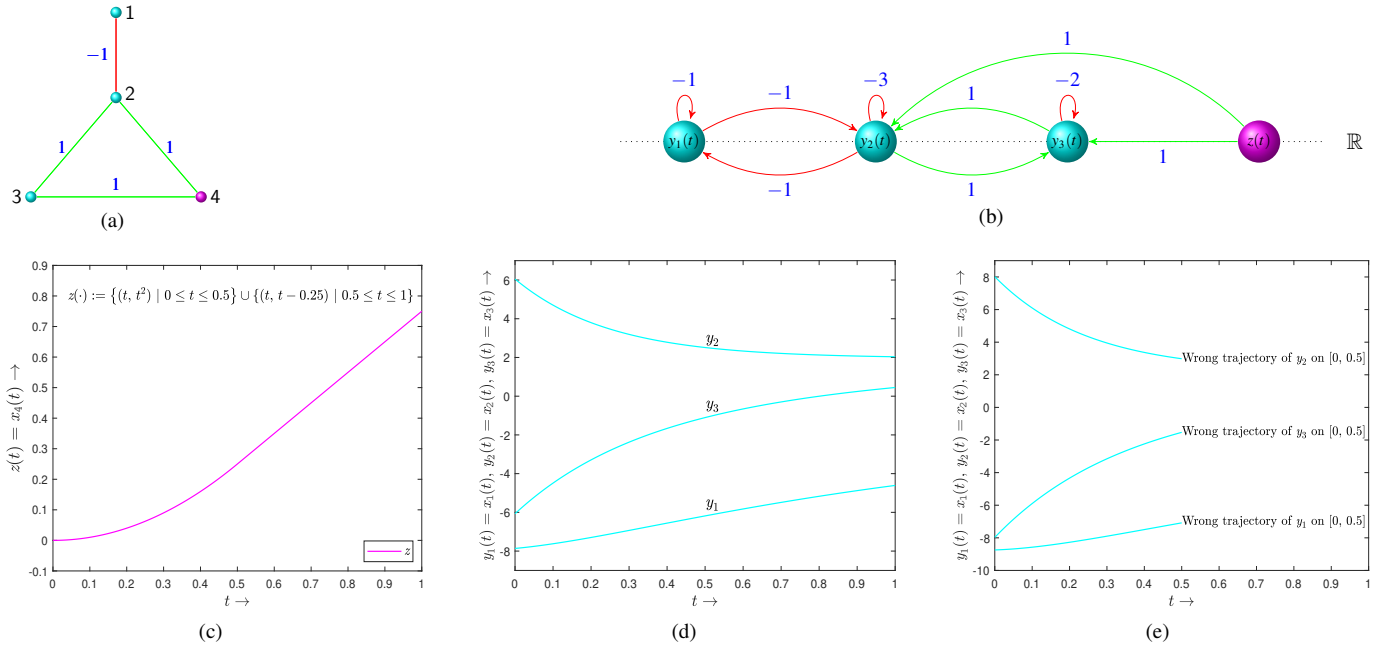 1
−1
2
1
1
1
3
4
(a)
1
−1
−1
−3
1
−2
y₁(t)
y₂(t)
y₃(t)
z(t)
ℝ
−1
1
1
(b)
0.9
0.8
0.7
0.6
0.5
0.4
0.3
0.2
0.1
0
-0.1
z(t) = x₄(t) →
z(·) := {(t, t²) | 0 ≤ t ≤ 0.5} ∪ {(t, t − 0.25) | 0.5 ≤ t ≤ 1}
z
0 0.1 0.2 0.3 0.4 0.5 0.6 0.7 0.8 0.9 1
t →
(c)
6
4
2
0
-2
-4
-6
-8
y₁(t) = x₁(t), y₂(t) = x₂(t), y₃(t) = x₃(t) →
y₂
y₃
y₁
0 0.1 0.2 0.3 0.4 0.5 0.6 0.7 0.8 0.9 1
t →
(d)
8
6
4
2
0
-2
-4
-6
-8
-10
y₁(t) = x₁(t), y₂(t) = x₂(t), y₃(t) = x₃(t) →
Wrong trajectory of y₂ on [0, 0.5]
Wrong trajectory of y₃ on [0, 0.5]
Wrong trajectory of y₁ on [0, 0.5]
0 0.1 0.2 0.3 0.4 0.5 0.6 0.7 0.8 0.9 1
t →
(e)